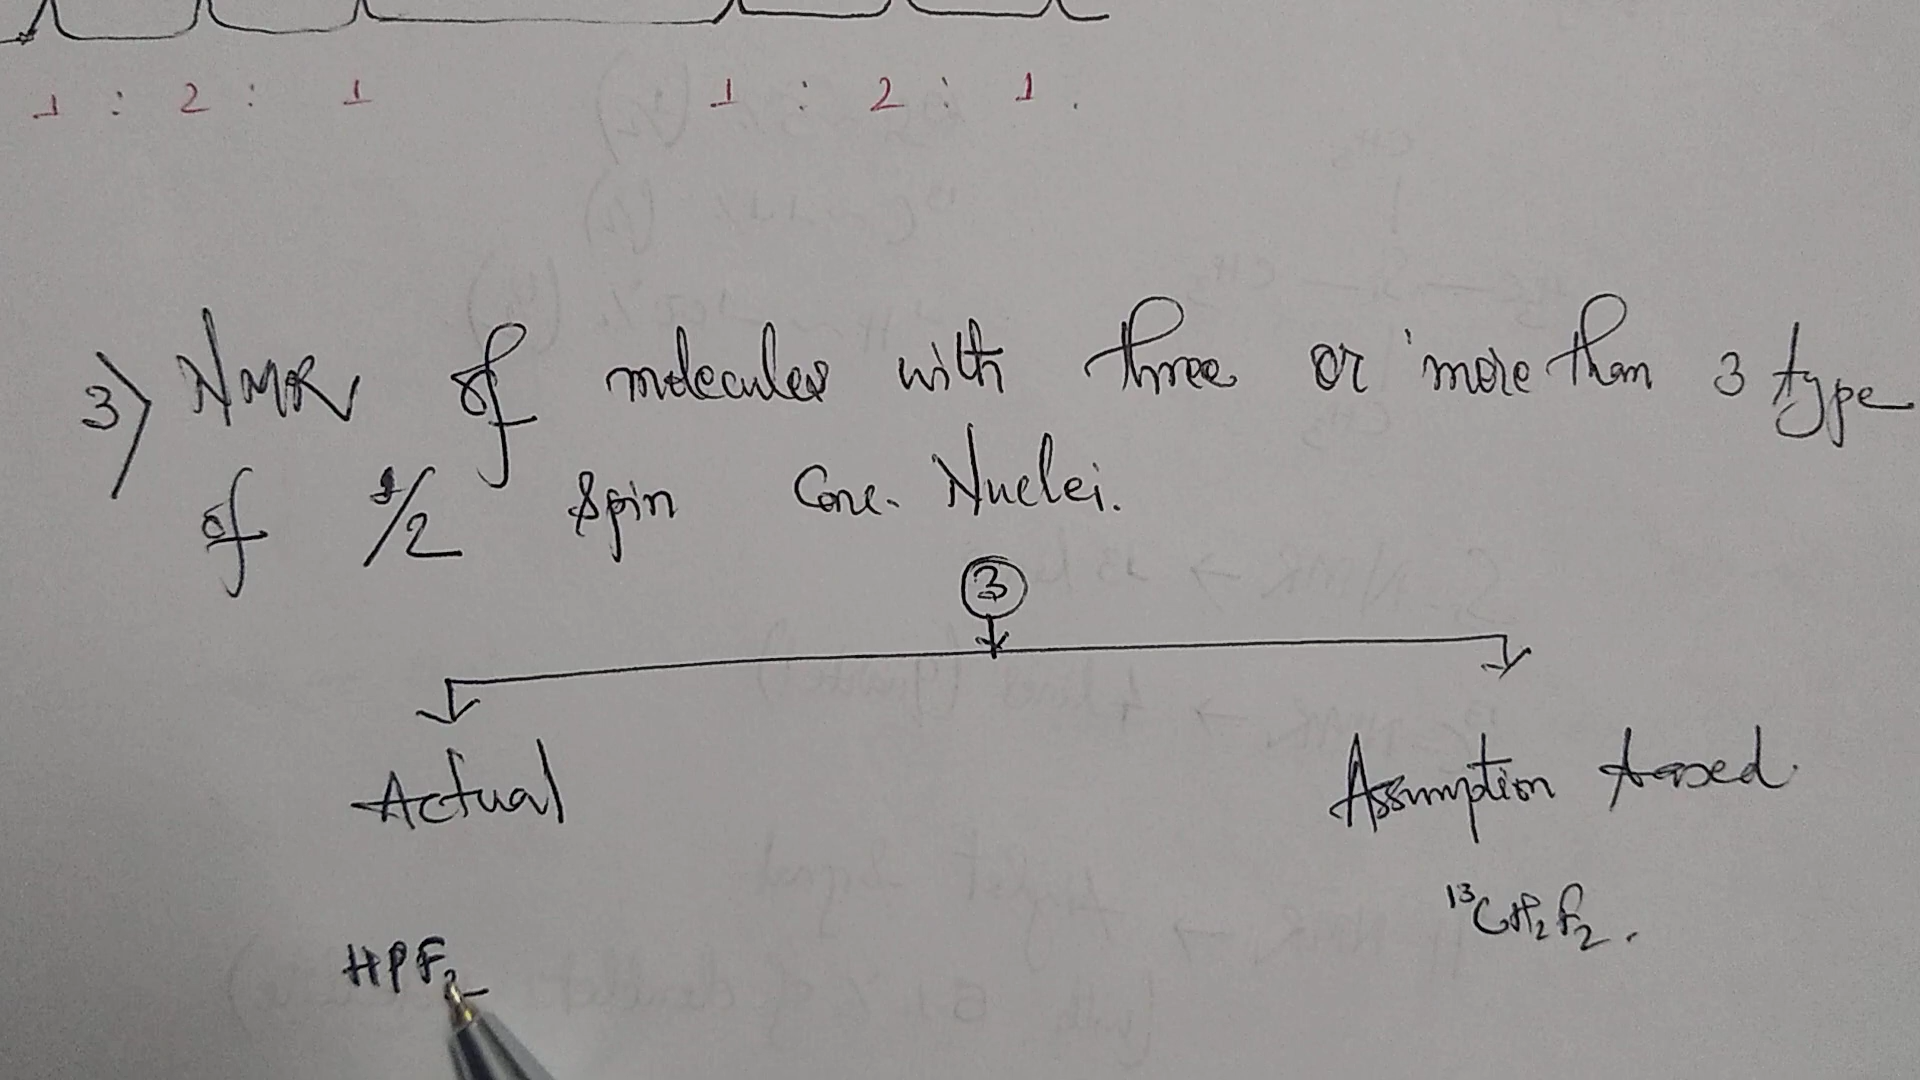 1 : 2 : 1 1 : 2 : 1.
3) NMR of molecules with three or more than 3 type
of 1/2 spin Conc. Nuclei.
3
Actual Assumption based.
¹³CH₂F₂.
HPF₂